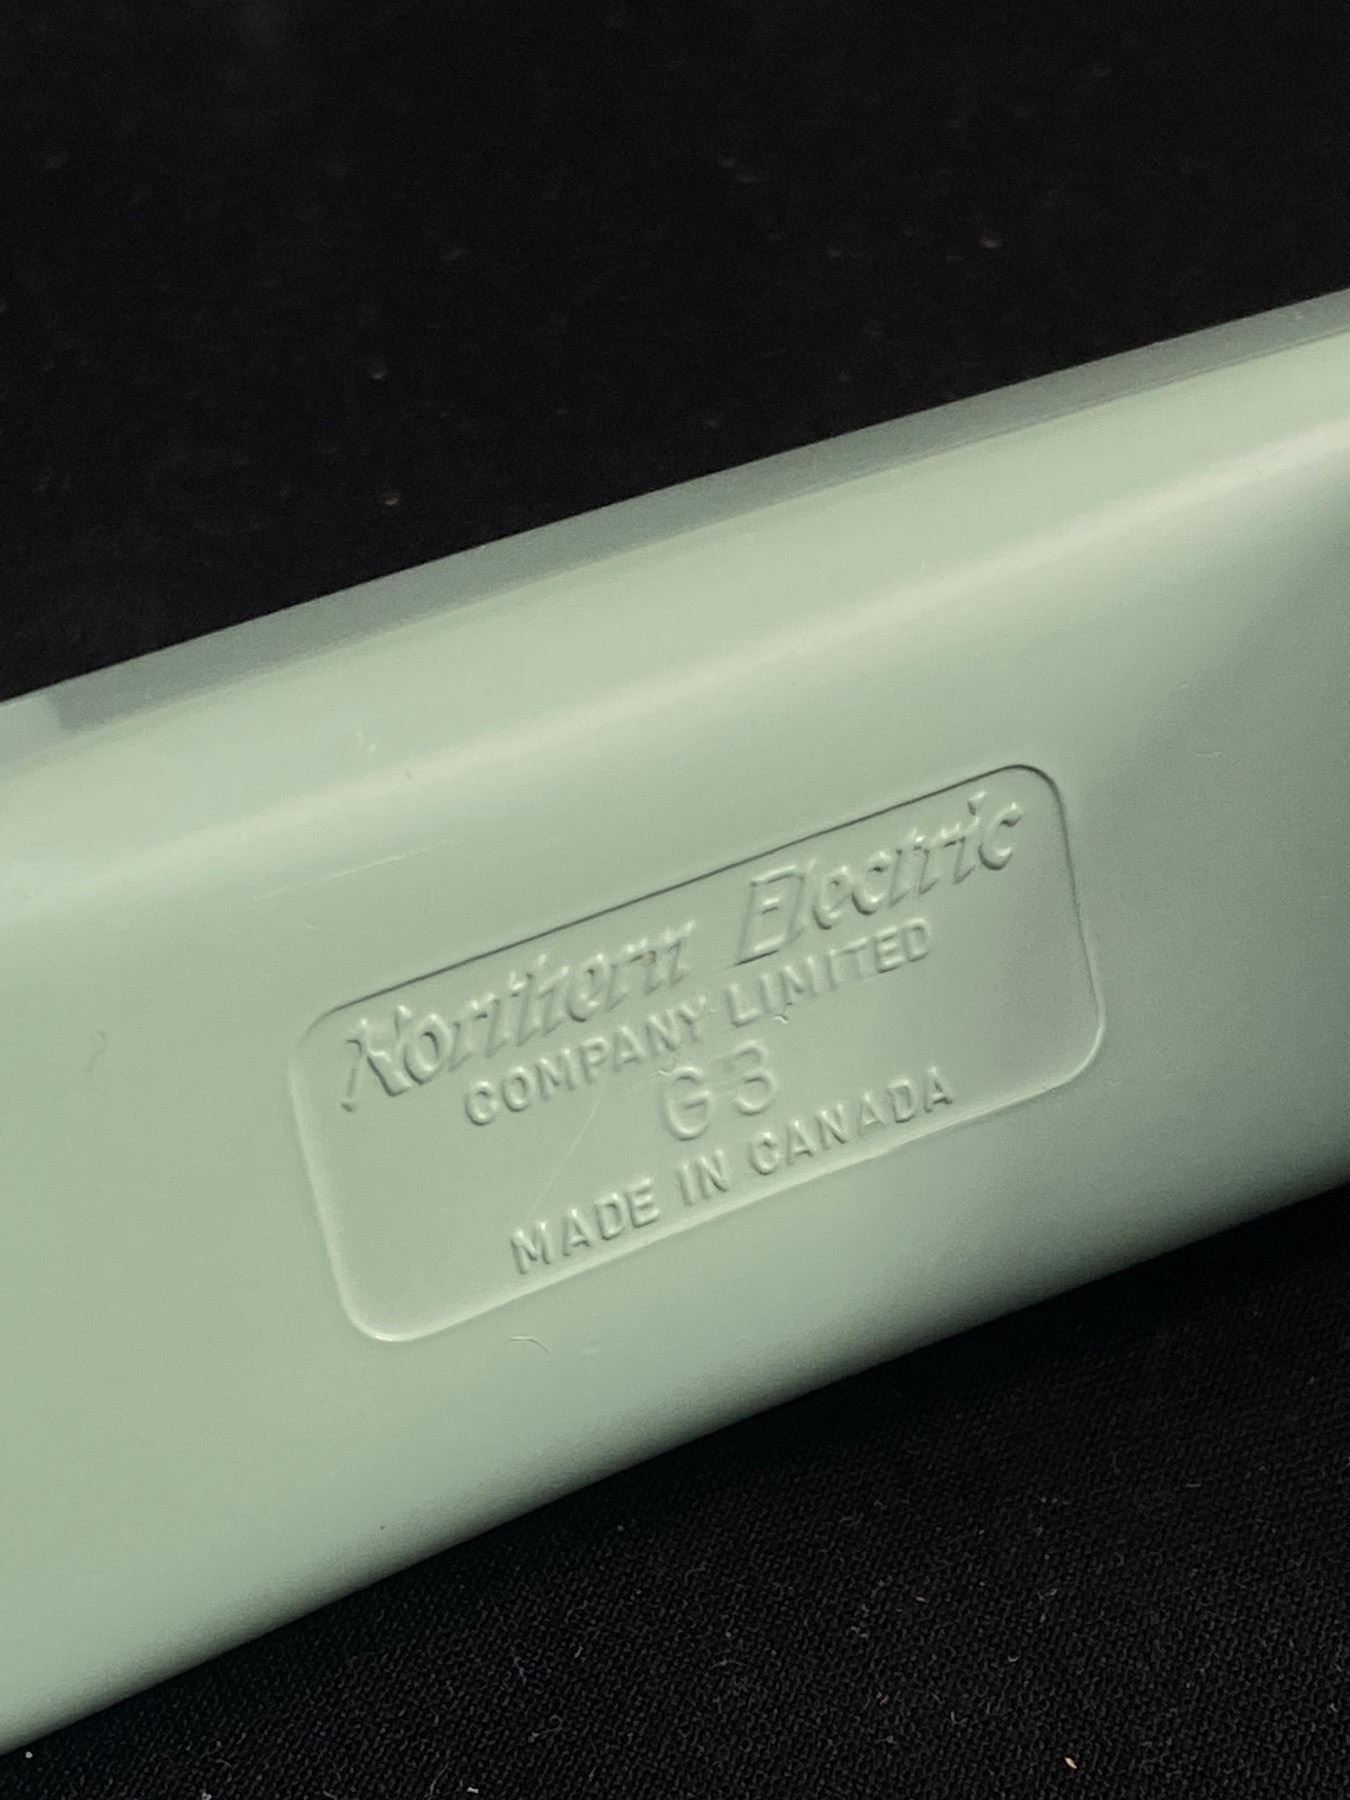 Northern Electric
COMPANY LIMITED
G3
MADE IN CANADA